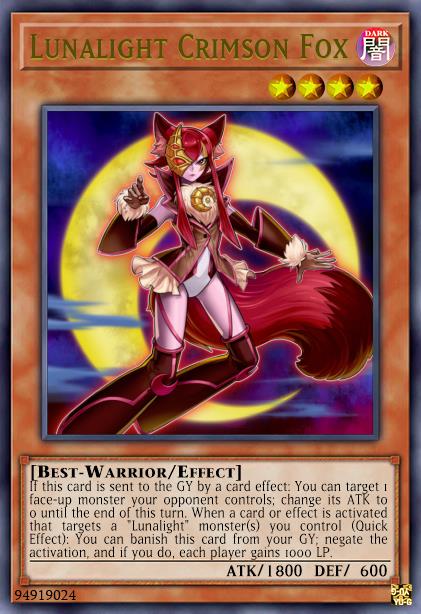 Lunalight Crimson Fox
DARK
闇
[Best-Warrior/Effect]
If this card is sent to the GY by a card effect: You can target 1
face-up monster your opponent controls; change its ATK to
0 until the end of this turn. When a card or effect is activated
that targets a "Lunalight" monster(s) you control (Quick
Effect): You can banish this card from your GY; negate the
activation, and if you do, each player gains 1000 LP.
ATK/1800 DEF/ 600
94919024